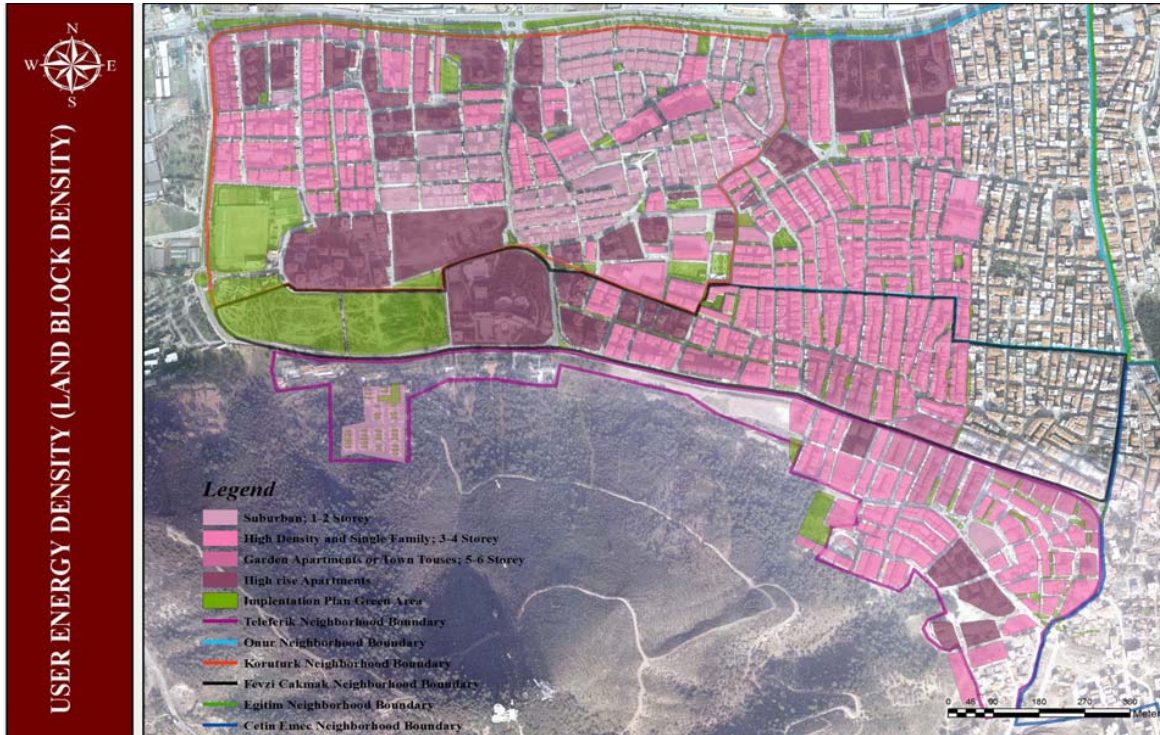 N
W E
S
USER ENERGY DENSITY (LAND BLOCK DENSITY)
Legend
Suburban; 1-2 Storey
High Density and Single Family; 3-4 Storey
Garden Apartments or Town Touses; 5-6 Storey
High rise Apartments
Implentation Plan Green Area
Teleferik Neighborhood Boundary
Onur Neighborhood Boundary
Koruturk Neighborhood Boundary
Fevzi Cakmak Neighborhood Boundary
Egitim Neighborhood Boundary
Cetin Emec Neighborhood Boundary
0 45 90 180 270 360
Meter